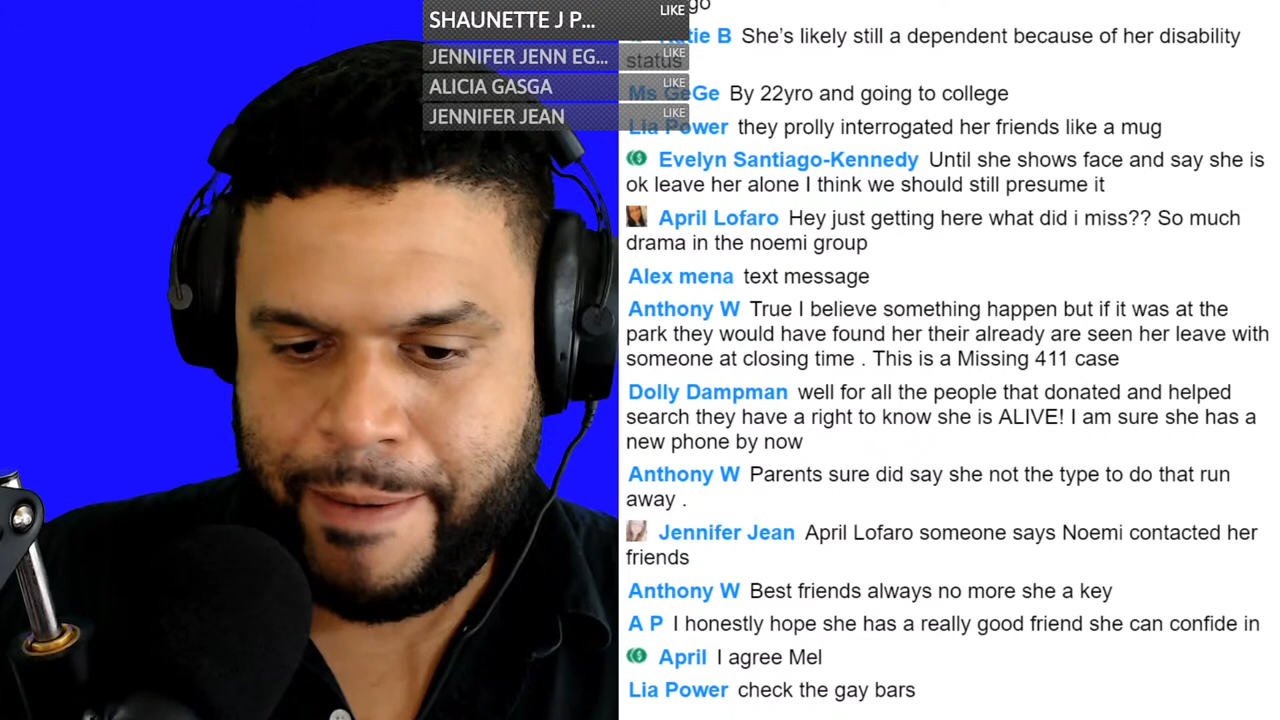 SHAUNETTE J P...
LIKE
JENNIFER JENN EG...
LIKE
ALICIA GASGA
LIKE
JENNIFER JEAN
LIKE
go
B She’s likely still a dependent because of her disability
status
Ms GeGe By 22yro and going to college
Lia Power they prolly interrogated her friends like a mug
Evelyn Santiago-Kennedy Until she shows face and say she is
ok leave her alone I think we should still presume it
April Lofaro Hey just getting here what did i miss?? So much
drama in the noemi group
Alex mena text message
Anthony W True I believe something happen but if it was at the
park they would have found her their already are seen her leave with
someone at closing time . This is a Missing 411 case
Dolly Dampman well for all the people that donated and helped
search they have a right to know she is ALIVE! I am sure she has a
new phone by now
Anthony W Parents sure did say she not the type to do that run
away .
Jennifer Jean April Lofaro someone says Noemi contacted her
friends
Anthony W Best friends always no more she a key
A P I honestly hope she has a really good friend she can confide in
April I agree Mel
Lia Power check the gay bars